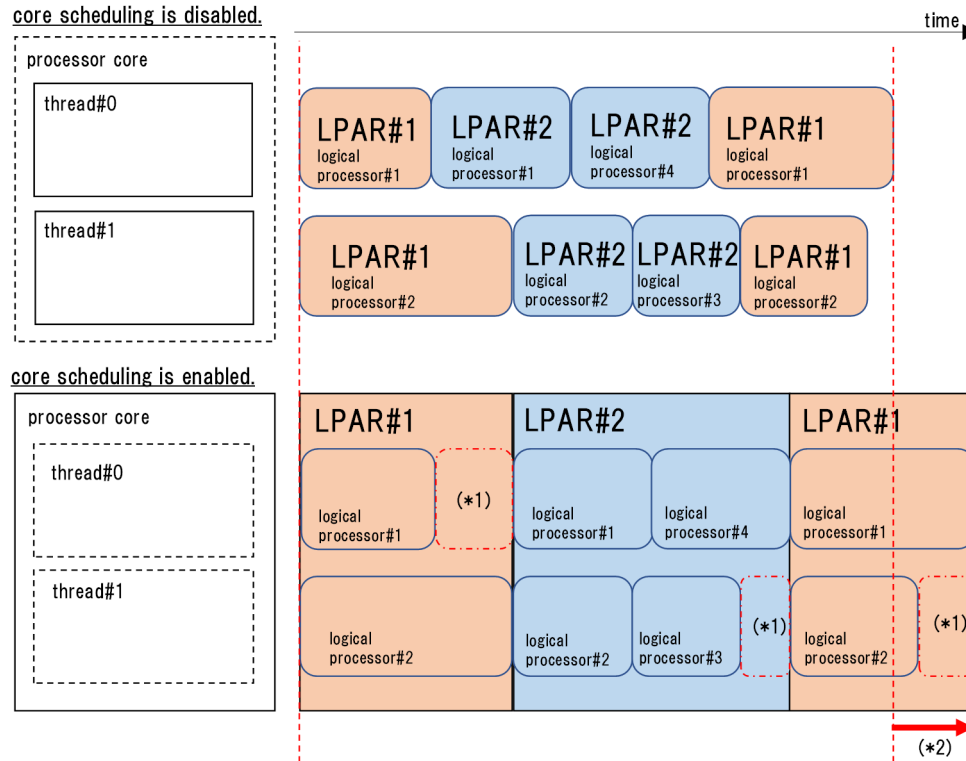 core scheduling is disabled.
time
processor core
thread#0
LPAR#1
logical
processor#1
LPAR#2
logical
processor#1
LPAR#2
logical
processor#4
LPAR#1
logical
processor#1
thread#1
LPAR#1
logical
processor#2
LPAR#2
logical
processor#2
LPAR#2
logical
processor#3
LPAR#1
logical
processor#2
core scheduling is enabled.
processor core
LPAR#1
LPAR#2
LPAR#1
thread#0
logical
processor#1
(*1)
logical
processor#1
logical
processor#4
logical
processor#1
thread#1
logical
processor#2
logical
processor#2
logical
processor#3
(*1)
logical
processor#2
(*1)
(*2)